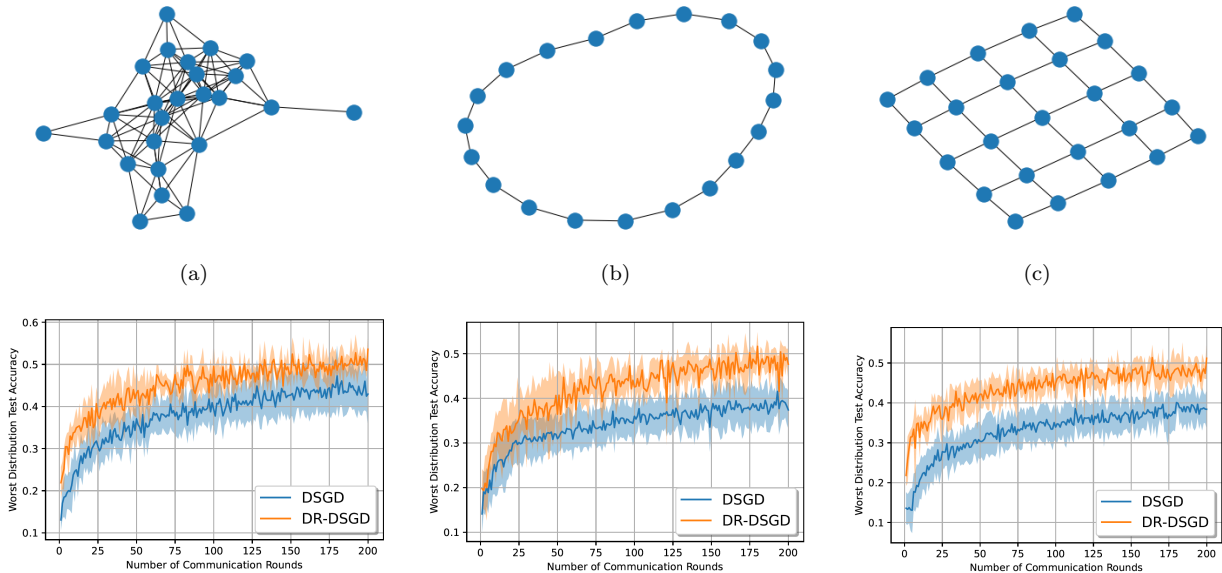 (a)
(b)
(c)
Worst Distribution Test Accuracy
0.6
0.5
0.4
0.3
0.2
0.1
0 25 50 75 100 125 150 175 200
Number of Communication Rounds
DSGD
DR-DSGD
Worst Distribution Test Accuracy
0.5
0.4
0.3
0.2
0.1
0 25 50 75 100 125 150 175 200
Number of Communication Rounds
DSGD
DR-DSGD
Worst Distribution Test Accuracy
0.5
0.4
0.3
0.2
0.1
0 25 50 75 100 125 150 175 200
Number of Communication Rounds
DSGD
DR-DSGD